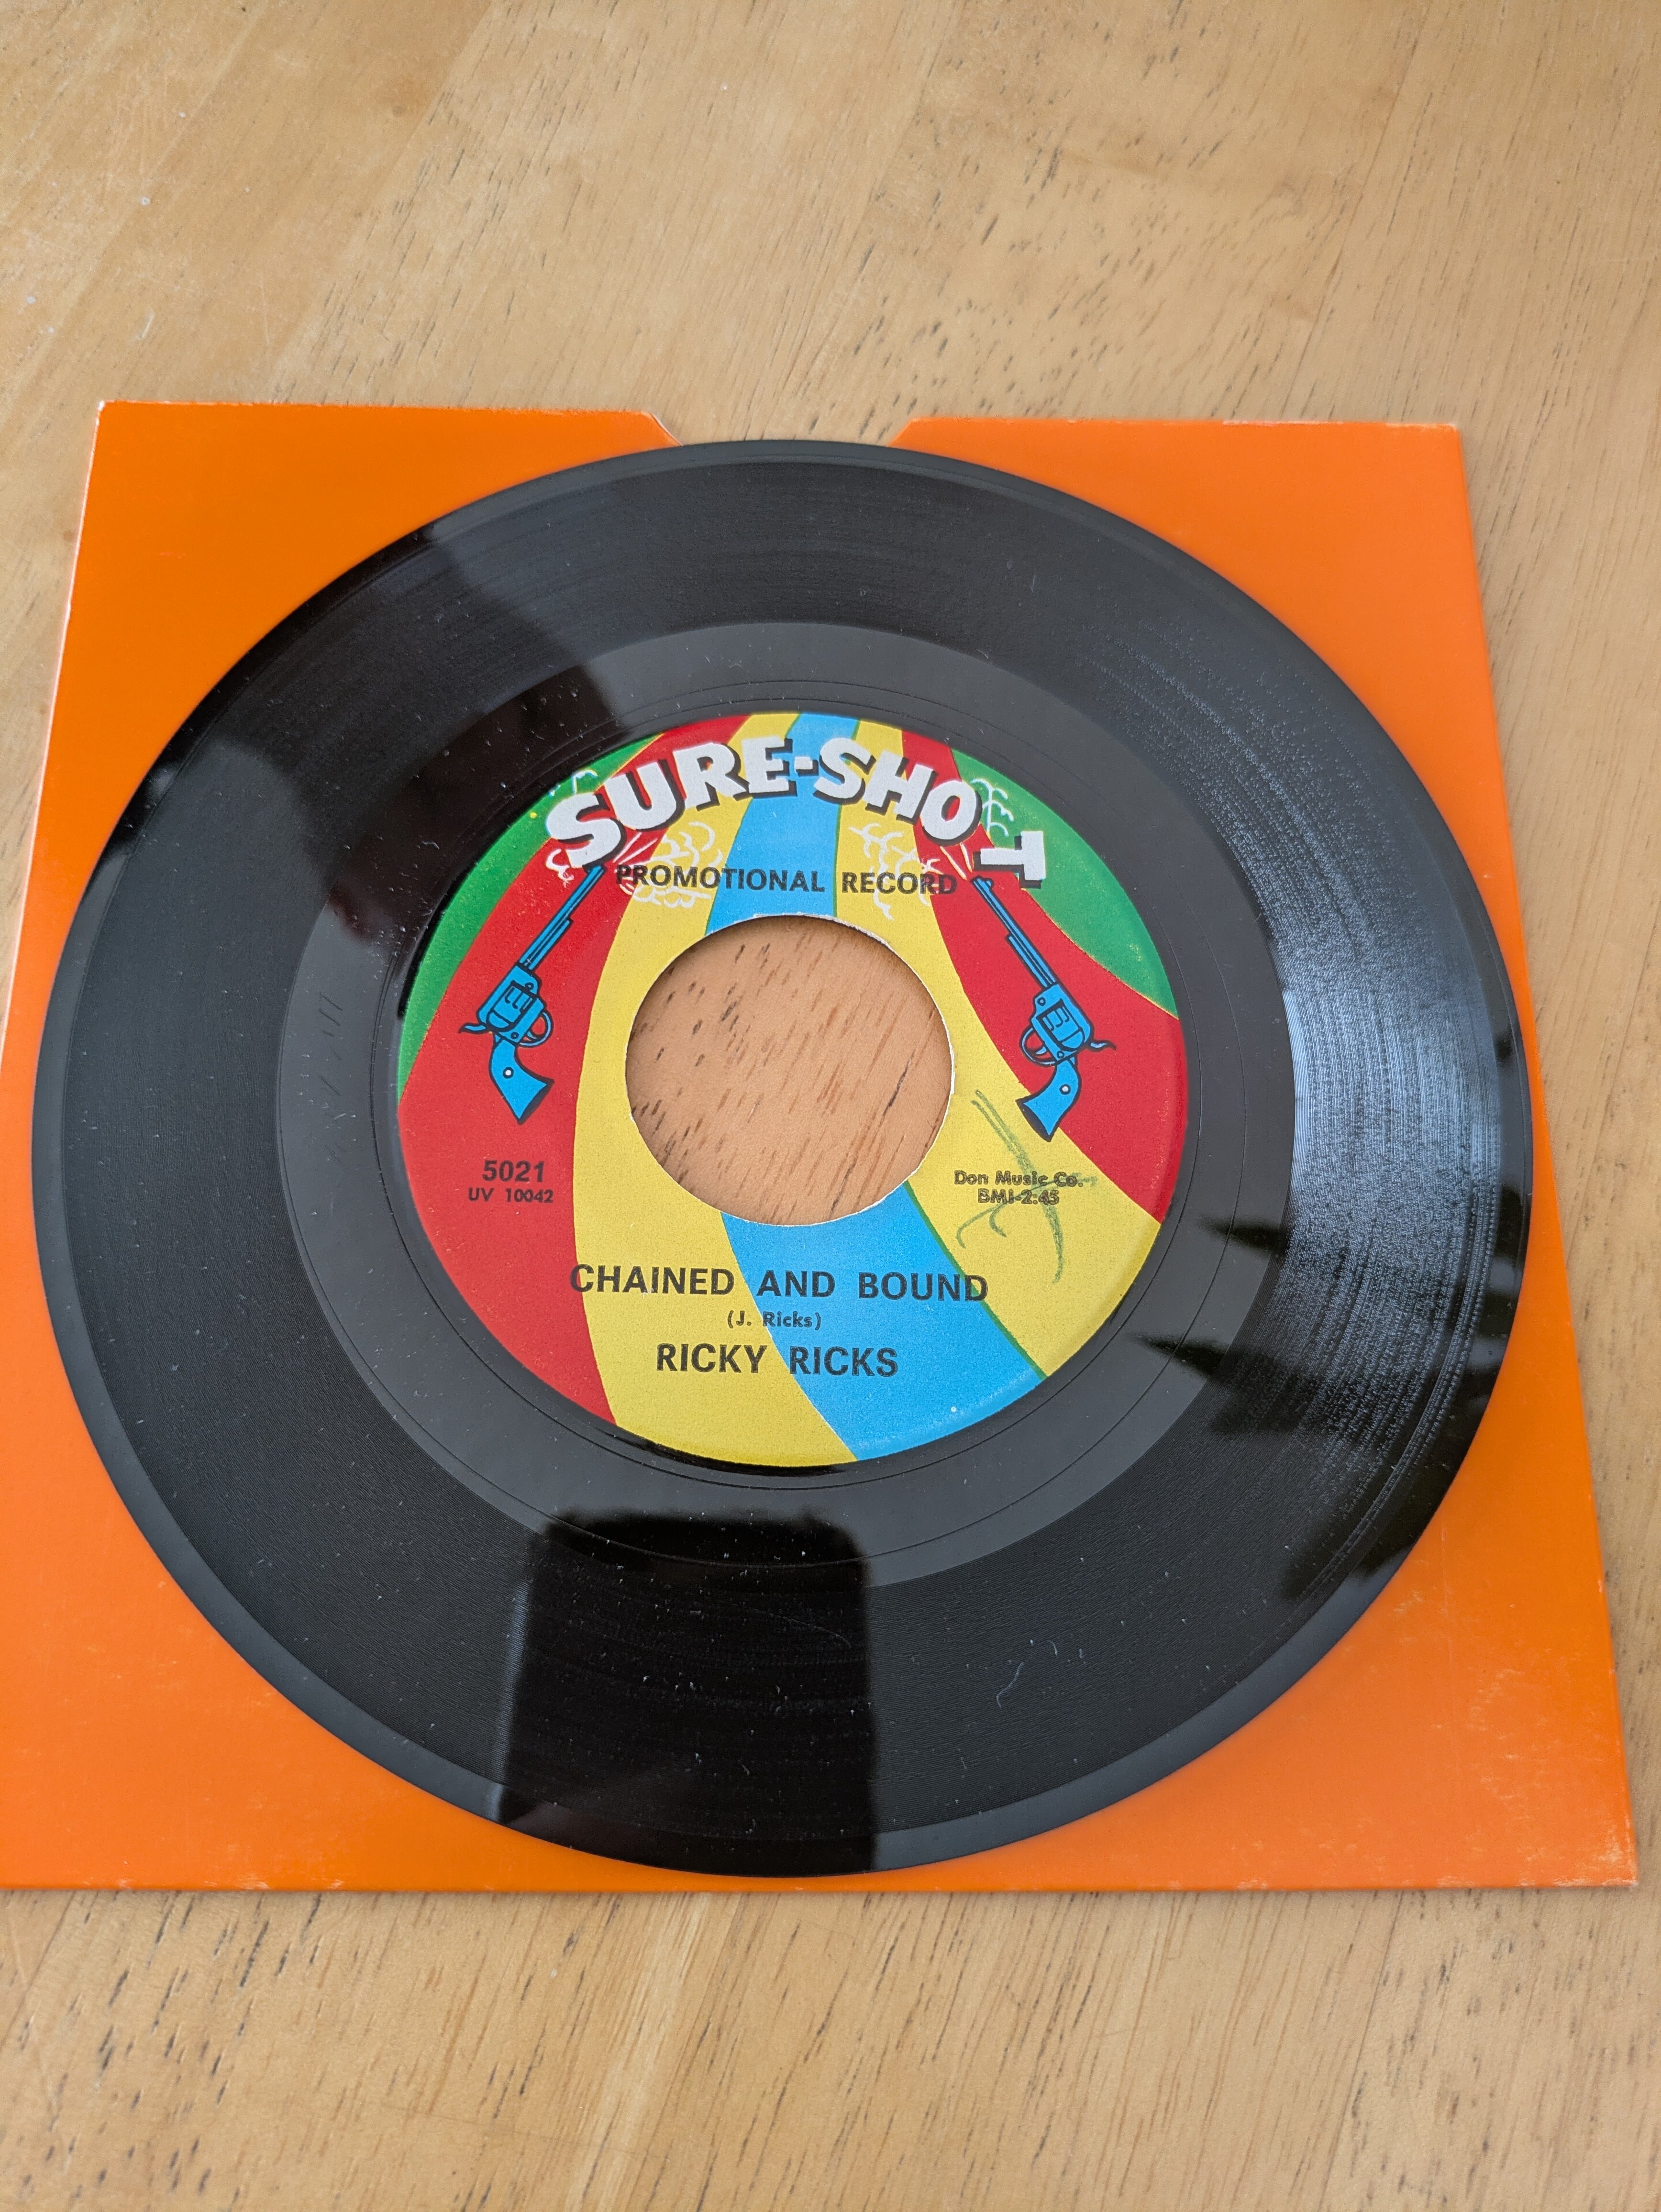 SURE-SHOT
PROMOTIONAL RECORD
5021
UV 10042
Don Music Co.
BMI-2:45
CHAINED AND BOUND
(J. Ricks)
RICKY RICKS